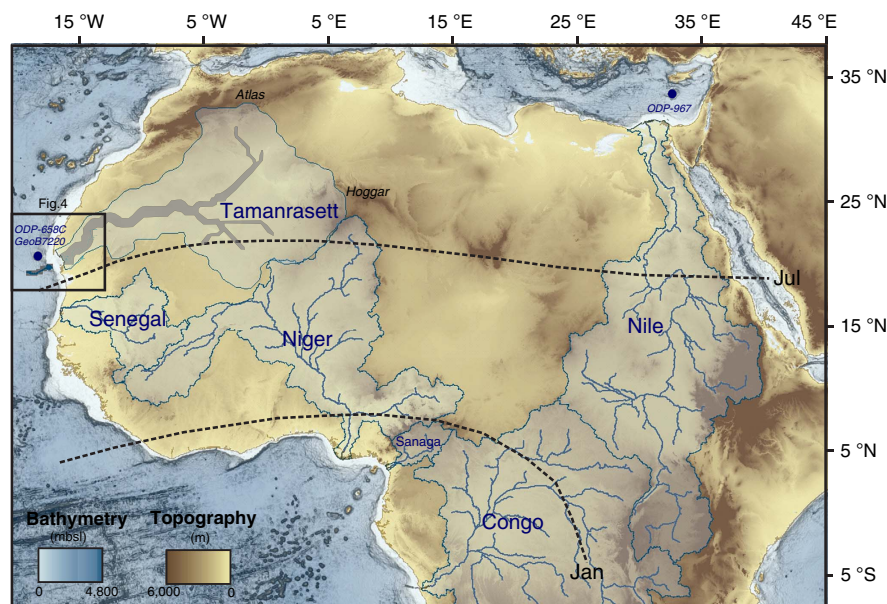 15 °W 5 °W 5 °E 15 °E 25 °E 35 °E 45 °E
35 °N
Atlas
ODP-967
Hoggar
Fig.4
25 °N
Tamanrasett
ODP-658C
GeoB7220
Jul
Senegal
Niger
Nile
15 °N
Sanaga
5 °N
Congo
Bathymetry Topography
(mbsl) (m)
Jan
5 °S
0 4,800 6,000 0